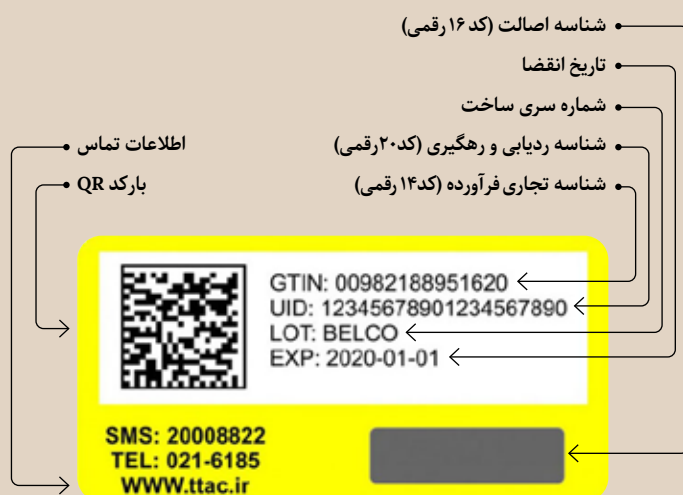 شناسه اصالت (کد ۱۶ رقمی)
تاریخ انقضا
شماره سری ساخت
شناسه ردیابی و رهگیری (کد۲۰رقمی)
اطلاعات تماس
شناسه تجاری فرآورده (کد۱۴ رقمی)
بارکد QR
GTIN: 00982188951620
UID: 12345678901234567890
LOT: BELCO
EXP: 2020-01-01
SMS: 20008822
TEL: 021-6185
WWW.ttac.ir